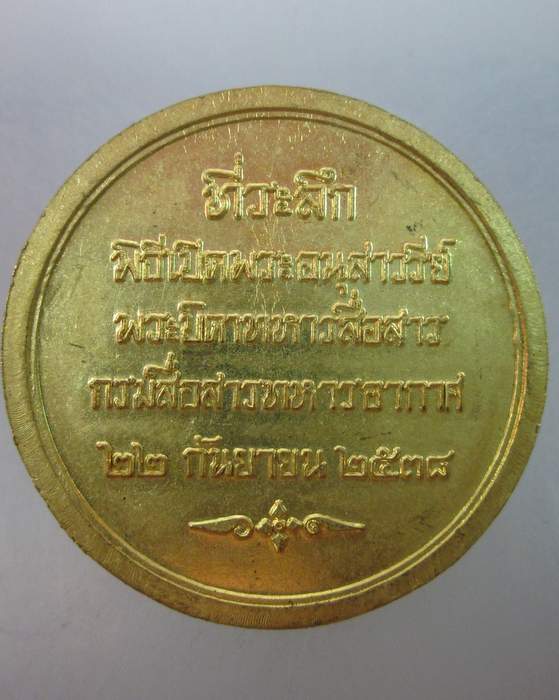 ที่ระลึก
พิธีเปิดพระอนุสาวรีย์
พระบิดาทหารสื่อสาร
กรมสื่อสารทหารอากาศ
๒๒ กันยายน ๒๕๓๘